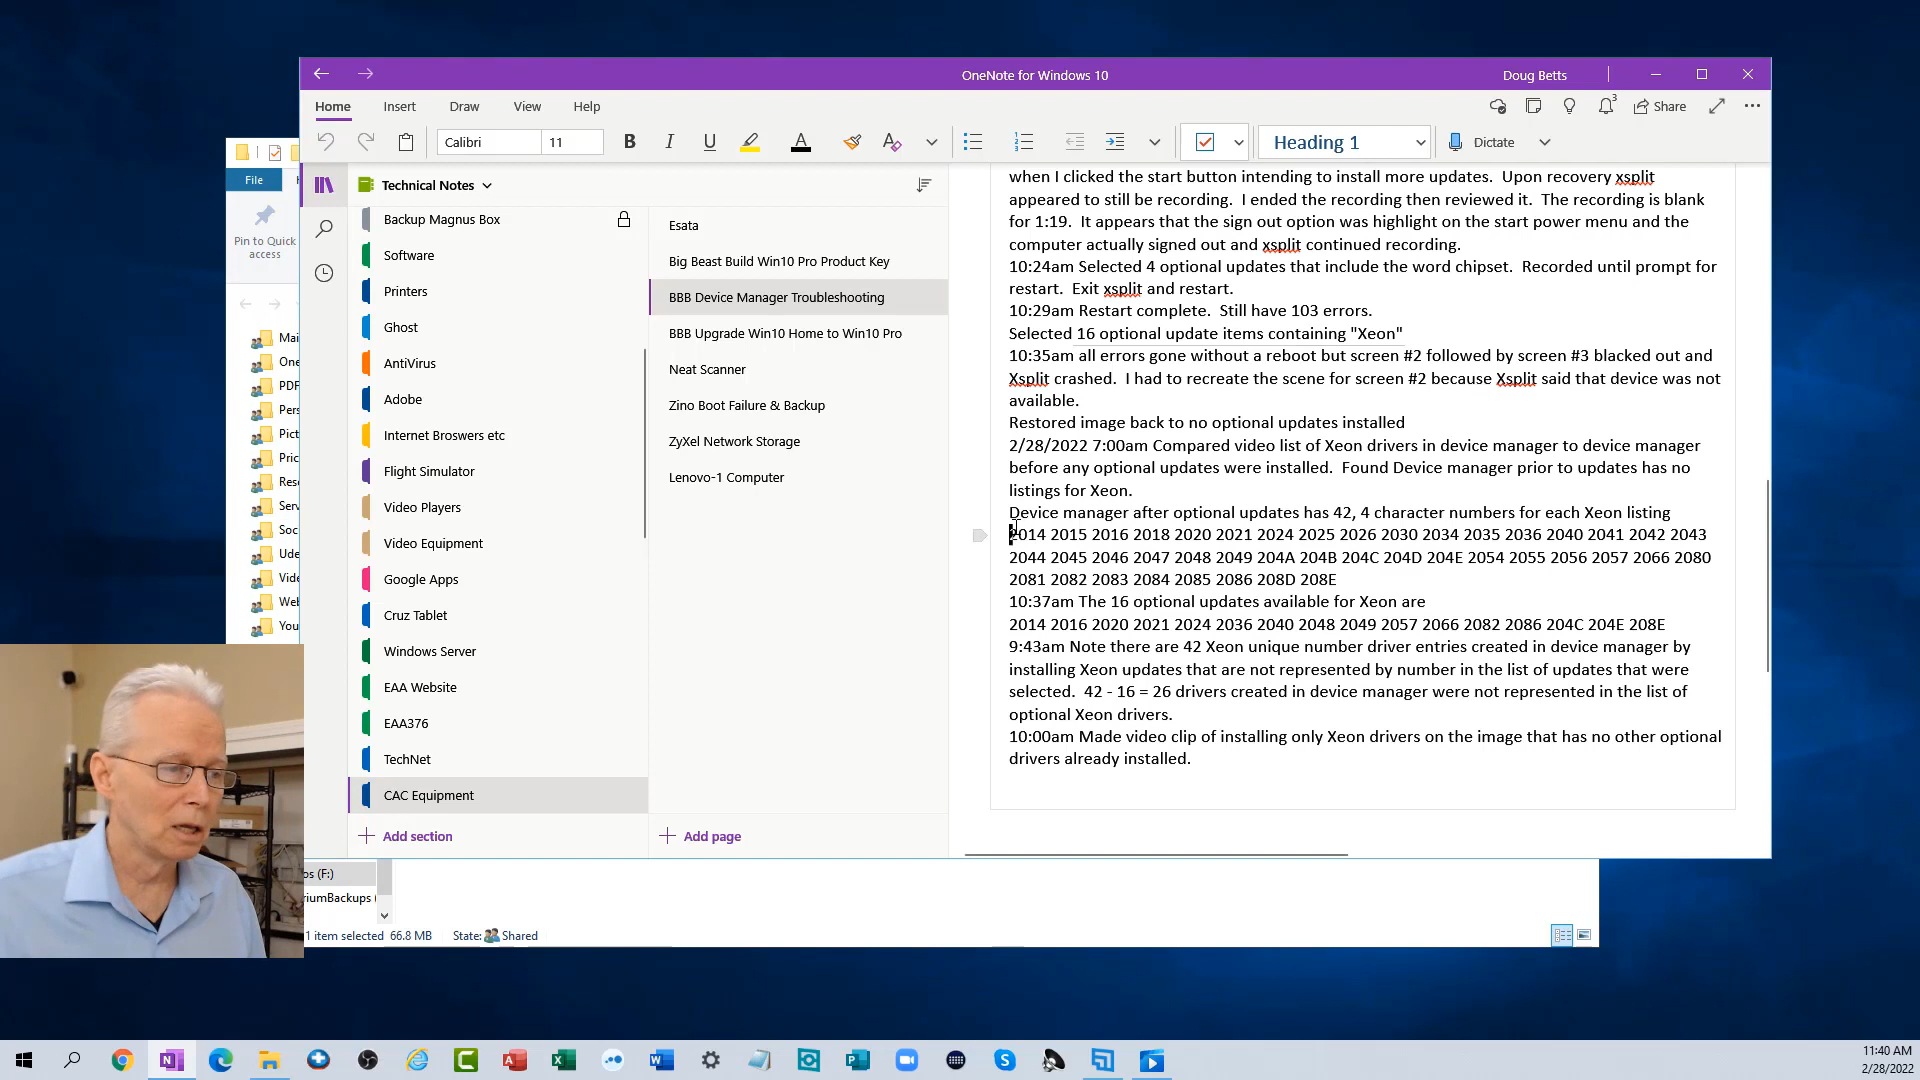 OneNote for Windows 10
Doug Betts
Home
Insert
Draw
View
Help
3
Share
Calibri
11
B
I
U
A
A
Heading 1
Dictate
File
Pin to Quick
access
Technical Notes
Backup Magnus Box
Software
Printers
Ghost
AntiVirus
Adobe
Internet Broswers etc
Flight Simulator
Video Players
Video Equipment
Google Apps
Cruz Tablet
Windows Server
EAA Website
EAA376
TechNet
CAC Equipment
Add section
Esata
Big Beast Build Win10 Pro Product Key
BBB Device Manager Troubleshooting
BBB Upgrade Win10 Home to Win10 Pro
Neat Scanner
Zino Boot Failure & Backup
ZyXel Network Storage
Lenovo-1 Computer
Add page
when I clicked the start button intending to install more updates. Upon recovery xsplit
appeared to still be recording. I ended the recording then reviewed it. The recording is blank
for 1:19. It appears that the sign out option was highlight on the start power menu and the
computer actually signed out and xsplit continued recording.
10:24am Selected 4 optional updates that include the word chipset. Recorded until prompt for
restart. Exit xsplit and restart.
10:29am Restart complete. Still have 103 errors.
Selected 16 optional update items containing "Xeon"
10:35am all errors gone without a reboot but screen #2 followed by screen #3 blacked out and
Xsplit crashed. I had to recreate the scene for screen #2 because Xsplit said that device was not
available.
Restored image back to no optional updates installed
2/28/2022 7:00am Compared video list of Xeon drivers in device manager to device manager
before any optional updates were installed. Found Device manager prior to updates has no
listings for Xeon.
Device manager after optional updates has 42, 4 character numbers for each Xeon listing
2014 2015 2016 2018 2020 2021 2024 2025 2026 2030 2034 2035 2036 2040 2041 2042 2043
2044 2045 2046 2047 2048 2049 204A 204B 204C 204D 204E 2054 2055 2056 2057 2066 2080
2081 2082 2083 2084 2085 2086 208D 208E
10:37am The 16 optional updates available for Xeon are
2014 2016 2020 2021 2024 2036 2040 2048 2049 2057 2066 2082 2086 204C 204E 208E
9:43am Note there are 42 Xeon unique number driver entries created in device manager by
installing Xeon updates that are not represented by number in the list of updates that were
selected. 42 - 16 = 26 drivers created in device manager were not represented in the list of
optional Xeon drivers.
10:00am Made video clip of installing only Xeon drivers on the image that has no other optional
drivers already installed.
Mai
One
PDF
Pers
Pict
Pric
Rese
Serv
Soc
Ude
Vide
Web
You
os (F:)
riumBackups (
1 item selected 66.8 MB
State: Shared
11:40 AM
2/28/2022